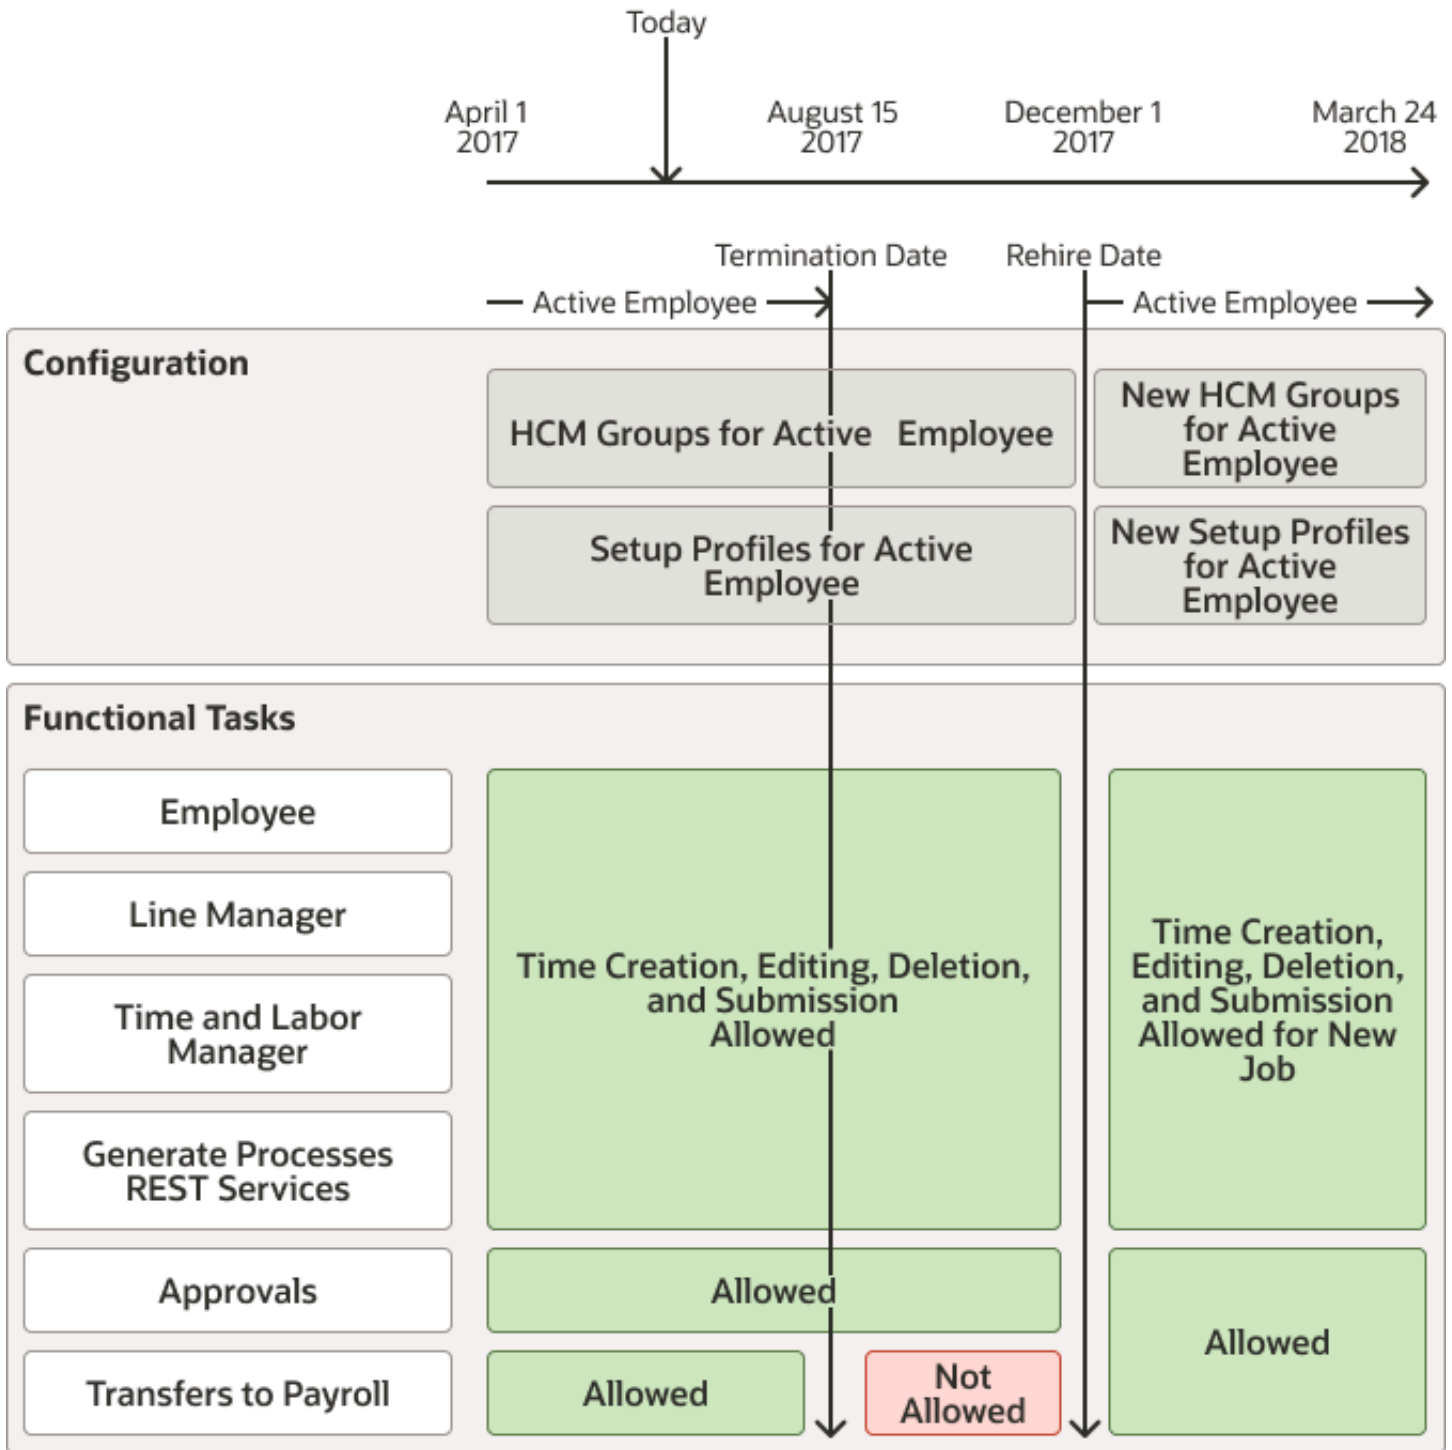 Today
April 1
2017
August 15
2017
December 1
2017
March 24
2018
Termination Date
Rehire Date
Active Employee
Active Employee
Configuration
HCM Groups for Active Employee
New HCM Groups
for Active
Employee
Setup Profiles for Active
Employee
New Setup Profiles
for Active
Employee
Functional Tasks
Employee
Line Manager
Time and Labor
Manager
Generate Processes
REST Services
Time Creation, Editing, Deletion,
and Submission
Allowed
Time Creation,
Editing, Deletion,
and Submission
Allowed for New
Job
Approvals
Allowed
Allowed
Transfers to Payroll
Allowed
Not
Allowed